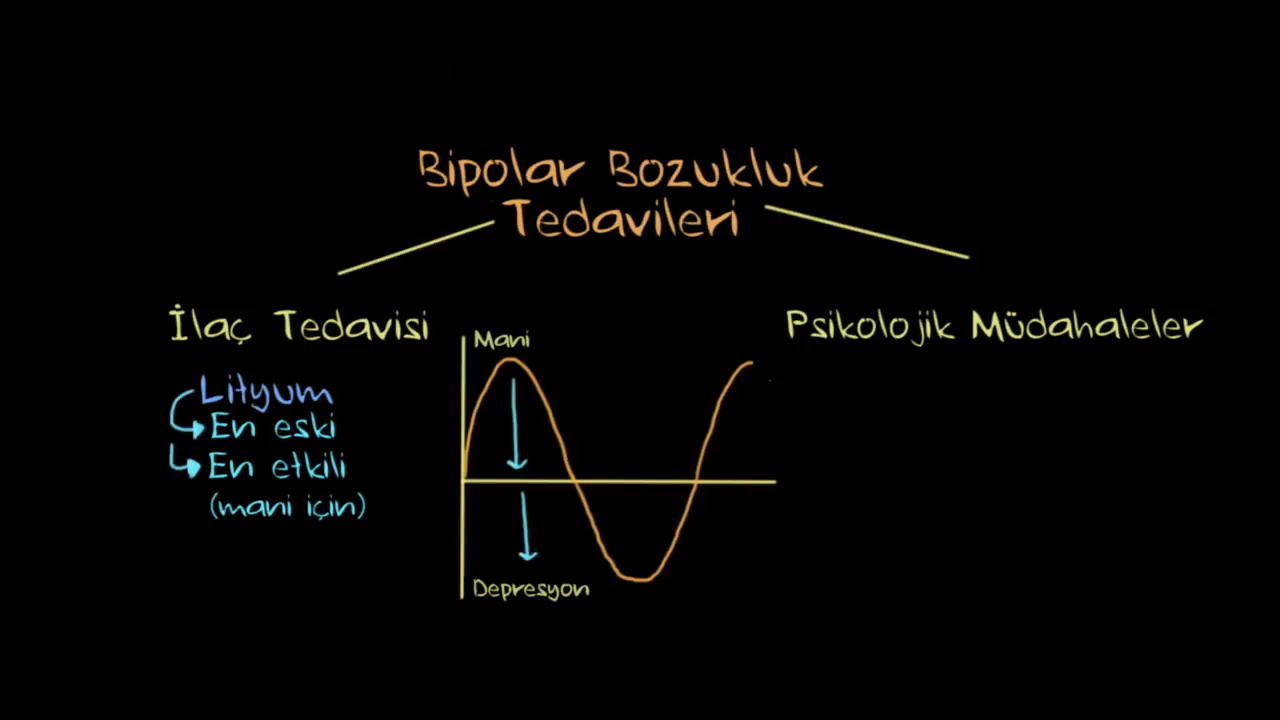 Bipolar Bozukluk
Tedavileri
İlaç Tedavisi
Lityum
En eski
En etkili
(mani için)
Mani
Depresyon
Psikolojik Müdahaleler